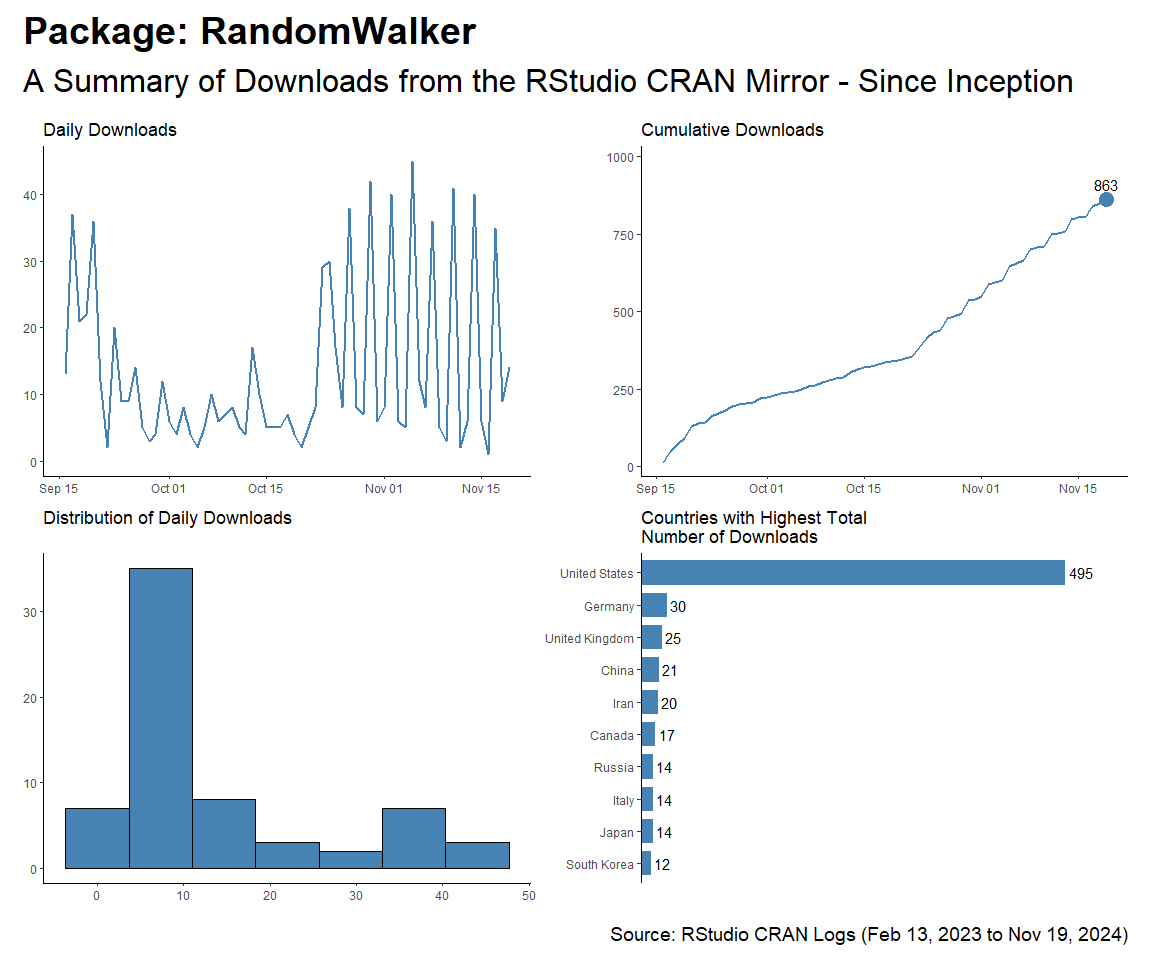 Package: RandomWalker
A Summary of Downloads from the RStudio CRAN Mirror - Since Inception
Daily Downloads
40
30
20
10
0
Sep 15 Oct 01 Oct 15 Nov 01 Nov 15
Cumulative Downloads
1000
750
500
250
0
863
Sep 15 Oct 01 Oct 15 Nov 01 Nov 15
Distribution of Daily Downloads
30
20
10
0
0 10 20 30 40 50
Countries with Highest Total
Number of Downloads
United States 495
Germany 30
United Kingdom 25
China 21
Iran 20
Canada 17
Russia 14
Italy 14
Japan 14
South Korea 12
Source: RStudio CRAN Logs (Feb 13, 2023 to Nov 19, 2024)